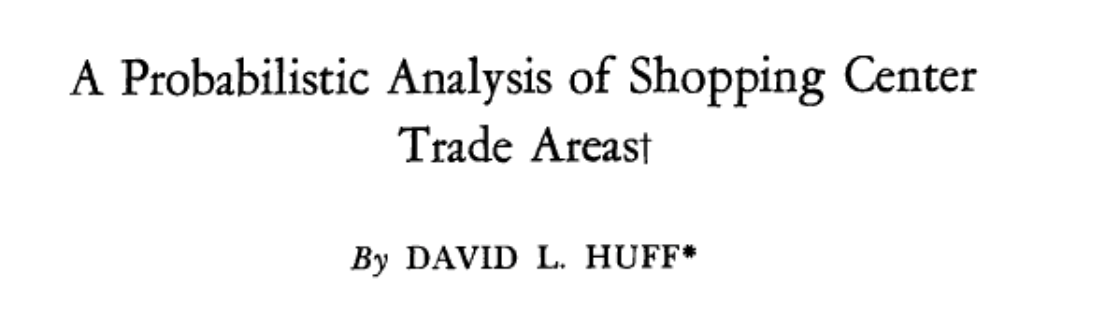 A Probabilistic Analysis of Shopping Center
Trade Areas†
By DAVID L. HUFF*